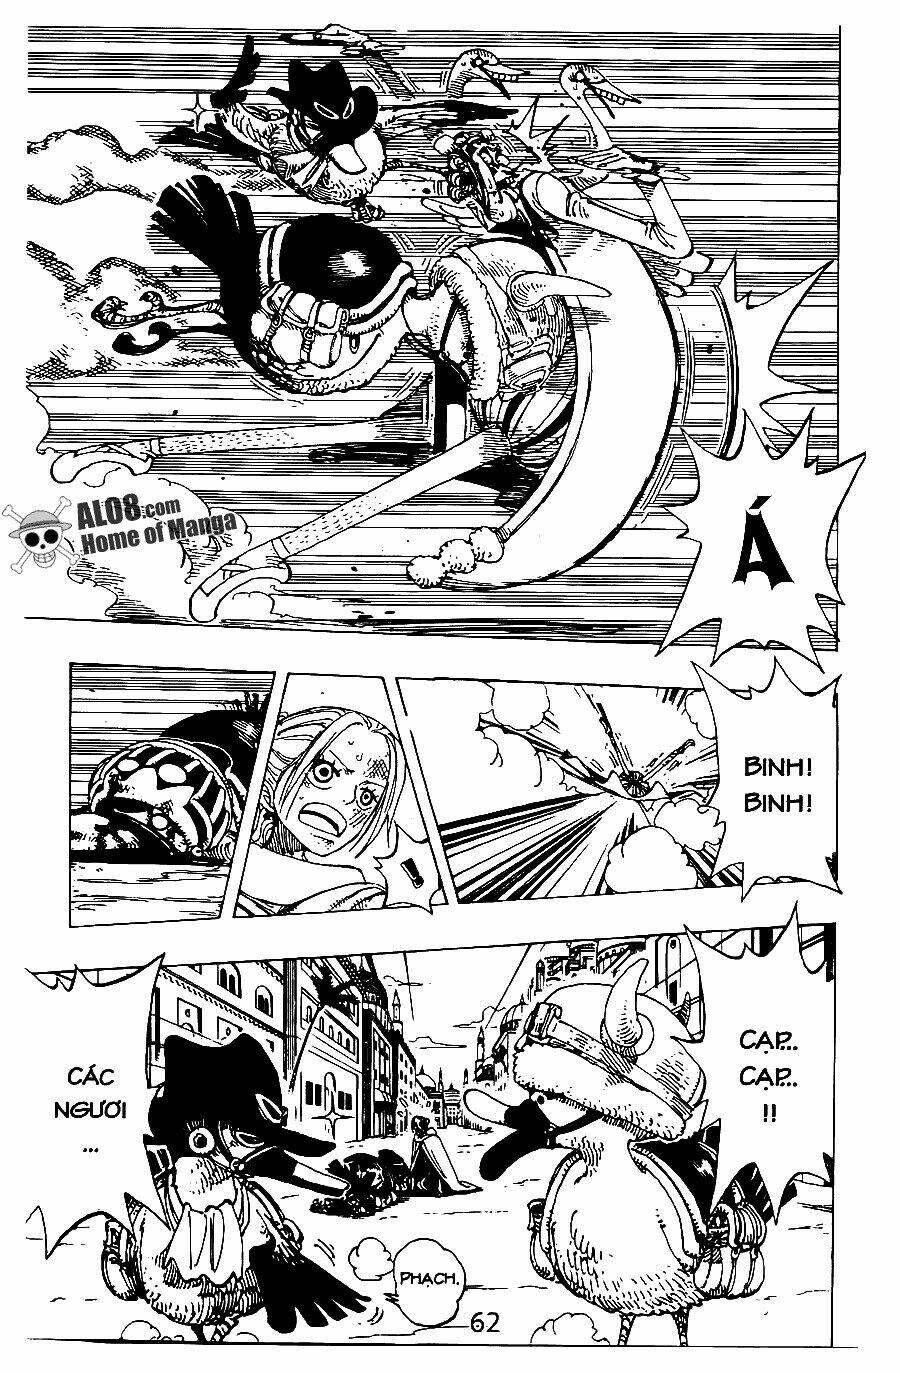 Á
ALO8.com
Home of Manga
BINH!
BINH!
CẠP...
CẠP...
!!
CÁC
NGƯƠI
...
PHẠCH.
62